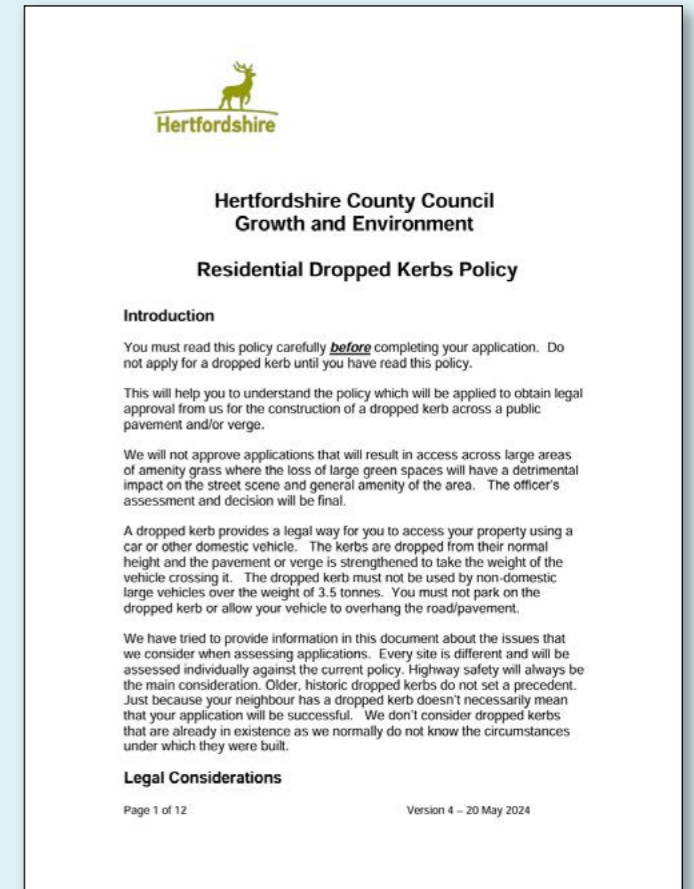 Hertfordshire
Hertfordshire County Council
Growth and Environment
Residential Dropped Kerbs Policy
Introduction
You must read this policy carefully before completing your application. Do
not apply for a dropped kerb until you have read this policy.
This will help you to understand the policy which will be applied to obtain legal
approval from us for the construction of a dropped kerb across a public
pavement and/or verge.
We will not approve applications that will result in access across large areas
of amenity grass where the loss of large green spaces will have a detrimental
impact on the street scene and general amenity of the area. The officer's
assessment and decision will be final.
A dropped kerb provides a legal way for you to access your property using a
car or other domestic vehicle. The kerbs are dropped from their normal
height and the pavement or verge is strengthened to take the weight of the
vehicle crossing it. The dropped kerb must not be used by non-domestic
large vehicles over the weight of 3.5 tonnes. You must not park on the
dropped kerb or allow your vehicle to overhang the road/pavement.
We have tried to provide information in this document about the issues that
we consider when assessing applications. Every site is different and will be
assessed individually against the current policy. Highway safety will always be
the main consideration. Older, historic dropped kerbs do not set a precedent.
Just because your neighbour has a dropped kerb doesn't necessarily mean
that your application will be successful. We don't consider dropped kerbs
that are already in existence as we normally do not know the circumstances
under which they were built.
Legal Considerations
Page 1 of 12 Version 4 – 20 May 2024